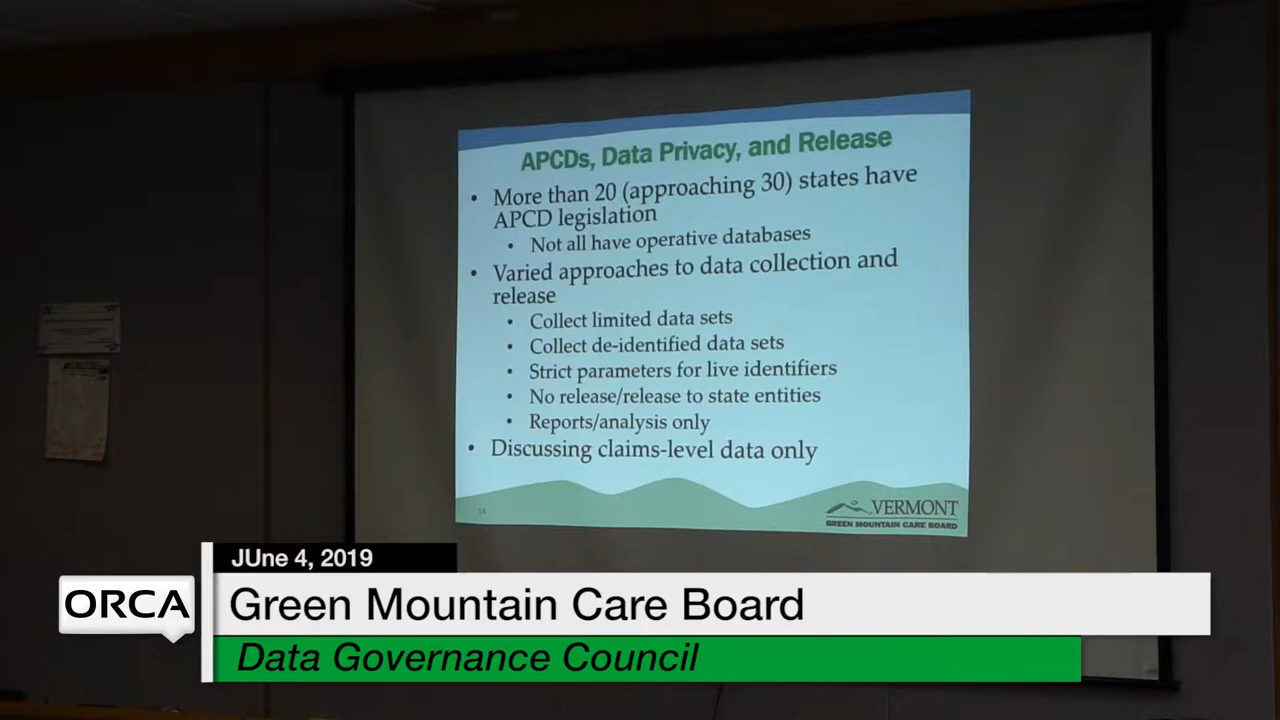 APCDs, Data Privacy, and Release
• More than 20 (approaching 30) states have
APCD legislation
• Not all have operative databases
• Varied approaches to data collection and
release
• Collect limited data sets
• Collect de-identified data sets
• Strict parameters for live identifiers
• No release/release to state entities
• Reports/analysis only
• Discussing claims-level data only
VERMONT
GREEN MOUNTAIN CARE BOARD
JUne 4, 2019
ORCA
Green Mountain Care Board
Data Governance Council